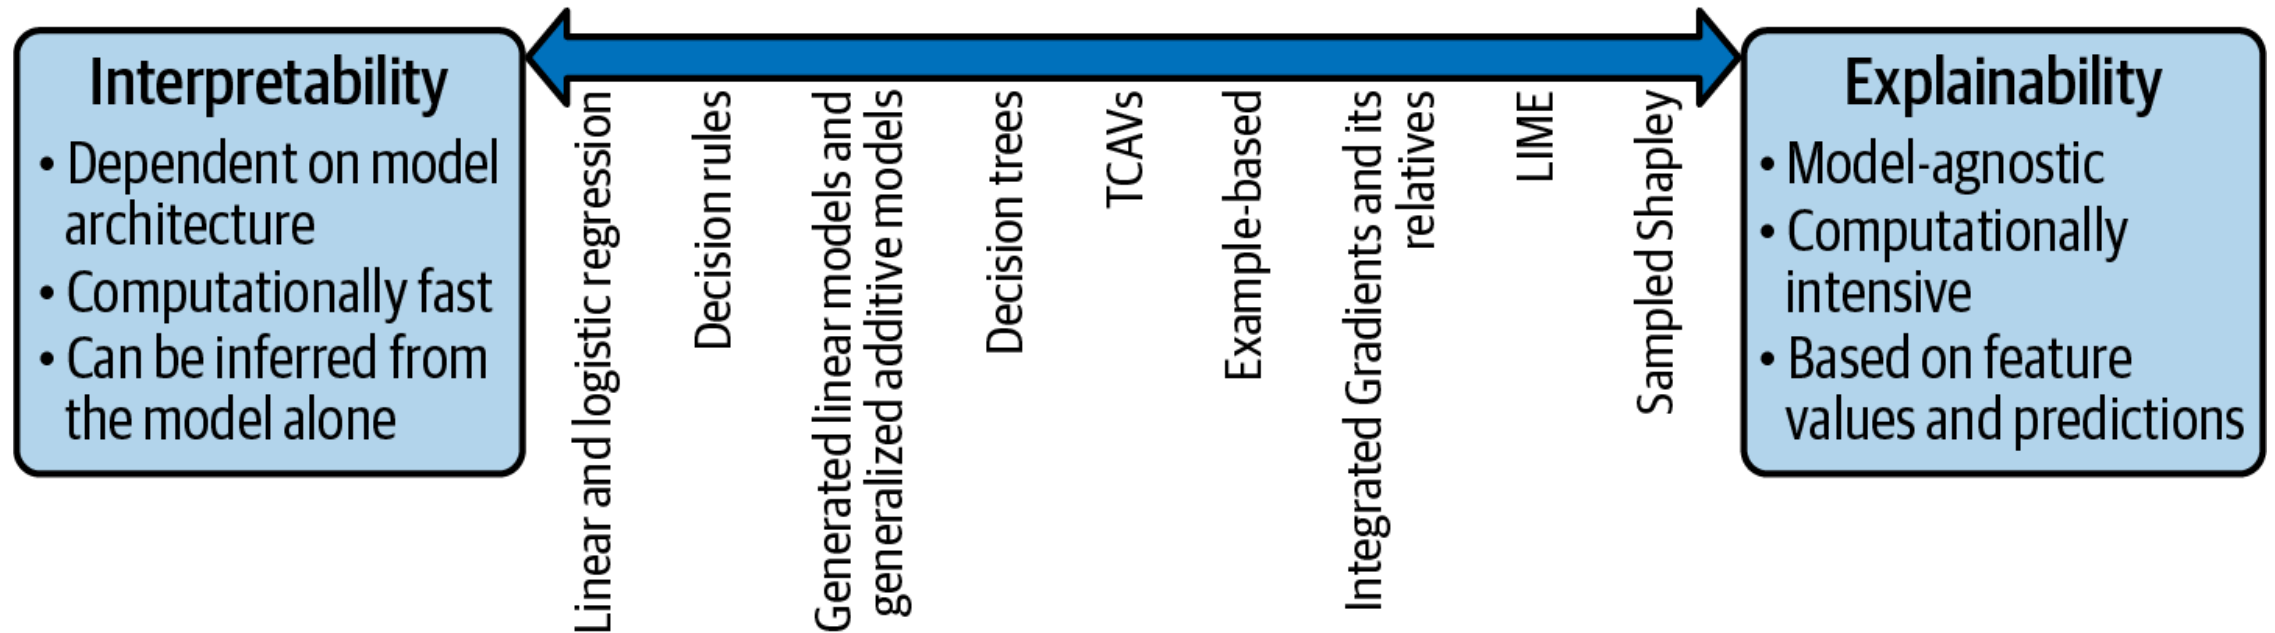 Interpretability
• Dependent on model
architecture
• Computationally fast
• Can be inferred from
the model alone
Linear and logistic regression
Decision rules
Generated linear models and
generalized additive models
Decision trees
TCAVs
Example-based
Integrated Gradients and its
relatives
LIME
Sampled Shapley
Explainability
• Model-agnostic
• Computationally
intensive
• Based on feature
values and predictions